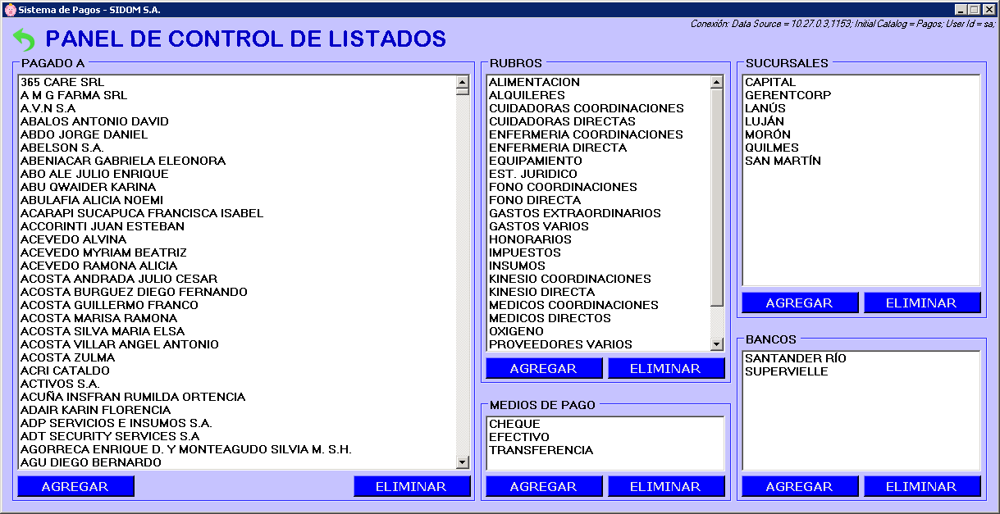 Sistema de Pagos - SIDOM S.A.
Conexión: Data Source = 10.27.0.3,1153; Initial Catalog = Pagos; User Id = sa;
PANEL DE CONTROL DE LISTADOS
PAGADO A
365 CARE SRL
A M G FARMA SRL
A.V.N S.A
ABALOS ANTONIO DAVID
ABDO JORGE DANIEL
ABELSON S.A.
ABENIACAR GABRIELA ELEONORA
ABO ALE JULIO ENRIQUE
ABU QWAIDER KARINA
ABULAFIA ALICIA NOEMI
ACARAPI SUCAPUCA FRANCISCA ISABEL
ACCORINTI JUAN ESTEBAN
ACEVEDO ALVINA
ACEVEDO MYRIAM BEATRIZ
ACEVEDO RAMONA ALICIA
ACOSTA ANDRADA JULIO CESAR
ACOSTA BURGUEZ DIEGO FERNANDO
ACOSTA GUILLERMO FRANCO
ACOSTA MARISA RAMONA
ACOSTA SILVA MARIA ELSA
ACOSTA VILLAR ANGEL ANTONIO
ACOSTA ZULMA
ACRI CATALDO
ACTIVOS S.A.
ACUÑA INSFRAN RUMILDA ORTENCIA
ADAIR KARIN FLORENCIA
ADP SERVICIOS E INSUMOS S.A.
ADT SECURITY SERVICES S.A
AGORRECA ENRIQUE D. Y MONTEAGUDO SILVIA M. S.H.
AGU DIEGO BERNARDO
AGREGAR
ELIMINAR
RUBROS
ALIMENTACION
ALQUILERES
CUIDADORAS COORDINACIONES
CUIDADORAS DIRECTAS
ENFERMERIA COORDINACIONES
ENFERMERIA DIRECTA
EQUIPAMIENTO
EST. JURIDICO
FONO COORDINACIONES
FONO DIRECTA
GASTOS EXTRAORDINARIOS
GASTOS VARIOS
HONORARIOS
IMPUESTOS
INSUMOS
KINESIO COORDINACIONES
KINESIO DIRECTA
MEDICOS COORDINACIONES
MEDICOS DIRECTOS
OXIGENO
PROVEEDORES VARIOS
AGREGAR
ELIMINAR
MEDIOS DE PAGO
CHEQUE
EFECTIVO
TRANSFERENCIA
AGREGAR
ELIMINAR
SUCURSALES
CAPITAL
GERENTCORP
LANÚS
LUJÁN
MORÓN
QUILMES
SAN MARTÍN
AGREGAR
ELIMINAR
BANCOS
SANTANDER RÍO
SUPERVIELLE
AGREGAR
ELIMINAR